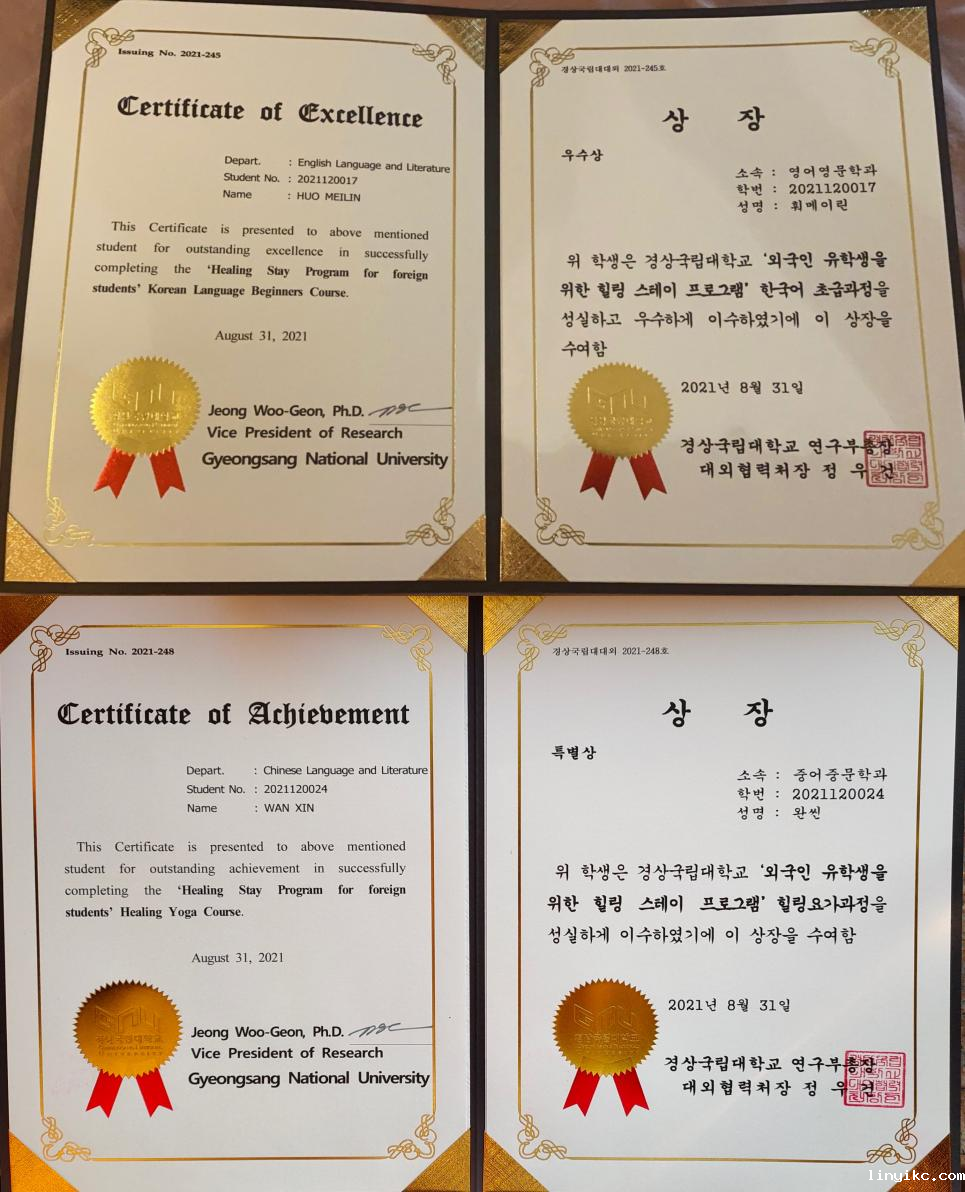 Issuing No. 2021-245
Certificate of Excellence
Depart. : English Language and Literature
Student No. : 2021120017
Name : HUO MEILIN
This Certificate is presented to above mentioned
student for outstanding excellence in successfully
completing the ‘Healing Stay Program for foreign
students’ Korean Language Beginners Course.
August 31, 2021
Jeong Woo-Geon, Ph.D.
Vice President of Research
Gyeongsang National University
경상국립대대외 2021-245호
상 장
우수상
소속 : 영어영문학과
학번 : 2021120017
성명 : 훠메이린
위 학생은 경상국립대학교 ‘외국인 유학생을
위한 힐링 스테이 프로그램’ 한국어 초급과정을
성실하고 우수하게 이수하였기에 이 상장을
수여함
2021년 8월 31일
경상국립대학교 연구부총장
대외협력처장 정 우 건
Issuing No. 2021-248
Certificate of Achievement
Depart. : Chinese Language and Literature
Student No. : 2021120024
Name : WAN XIN
This Certificate is presented to above mentioned
student for outstanding achievement in successfully
completing the ‘Healing Stay Program for foreign
students’ Healing Yoga Course.
August 31, 2021
Jeong Woo-Geon, Ph.D.
Vice President of Research
Gyeongsang National University
경상국립대대외 2021-248호
상 장
특별상
소속 : 중어중문학과
학번 : 2021120024
성명 : 완씬
위 학생은 경상국립대학교 ‘외국인 유학생을
위한 힐링 스테이 프로그램’ 힐링요가과정을
성실하게 이수하였기에 이 상장을 수여함
2021년 8월 31일
경상국립대학교 연구부총장
대외협력처장 정 우 건
linyikc.com